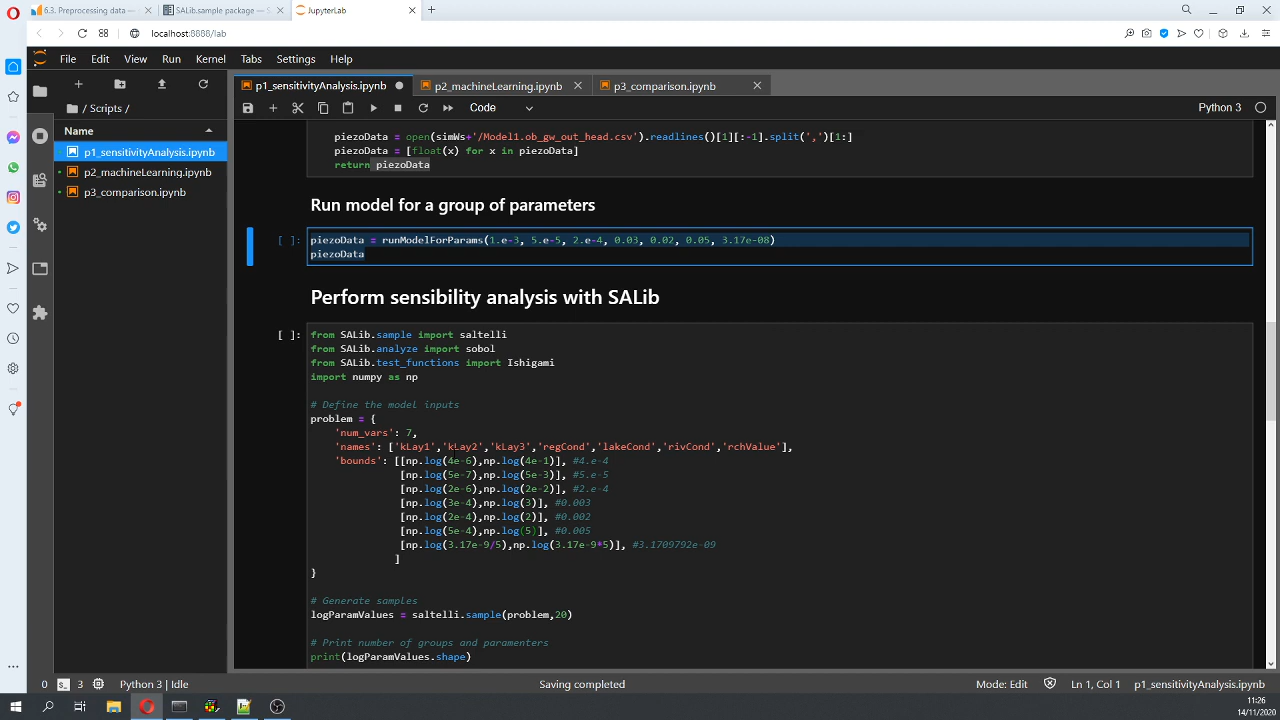 6.3. Preprocessing data —
SALib.sample package — S
JupyterLab
localhost:8888/lab
File Edit View Run Kernel Tabs Settings Help
p1_sensitivityAnalysis.ipynb
p2_machineLearning.ipynb
p3_comparison.ipynb
Code
Python 3
/ Scripts /
Name
p1_sensitivityAnalysis.ipynb
p2_machineLearning.ipynb
p3_comparison.ipynb
piezoData = open(simWs+'/Model1.ob_gw_out_head.csv').readlines()[1][:-1].split(',')[1:]
piezoData = [float(x) for x in piezoData]
return piezoData
Run model for a group of parameters
[ ]: piezoData = runModelForParams(1.e-3, 5.e-5, 2.e-4, 0.03, 0.02, 0.05, 3.17e-08)
piezoData
Perform sensibility analysis with SALib
[ ]: from SALib.sample import saltelli
from SALib.analyze import sobol
from SALib.test_functions import Ishigami
import numpy as np
# Define the model inputs
problem = {
'num_vars': 7,
'names': ['kLay1','kLay2','kLay3','regCond','lakeCond','rivCond','rchValue'],
'bounds': [[np.log(4e-6),np.log(4e-1)], #4.e-4
[np.log(5e-7),np.log(5e-3)], #5.e-5
[np.log(2e-6),np.log(2e-2)], #2.e-4
[np.log(3e-4),np.log(3)], #0.003
[np.log(2e-4),np.log(2)], #0.002
[np.log(5e-4),np.log(5)], #0.005
[np.log(3.17e-9/5),np.log(3.17e-9*5)], #3.1709792e-09
]
}
# Generate samples
logParamValues = saltelli.sample(problem,20)
# Print number of groups and paramenters
print(logParamValues.shape)
0 3 Python 3 | Idle
Saving completed
Mode: Edit
Ln 1, Col 1
p1_sensitivityAnalysis.ipynb
11:26
14/11/2020